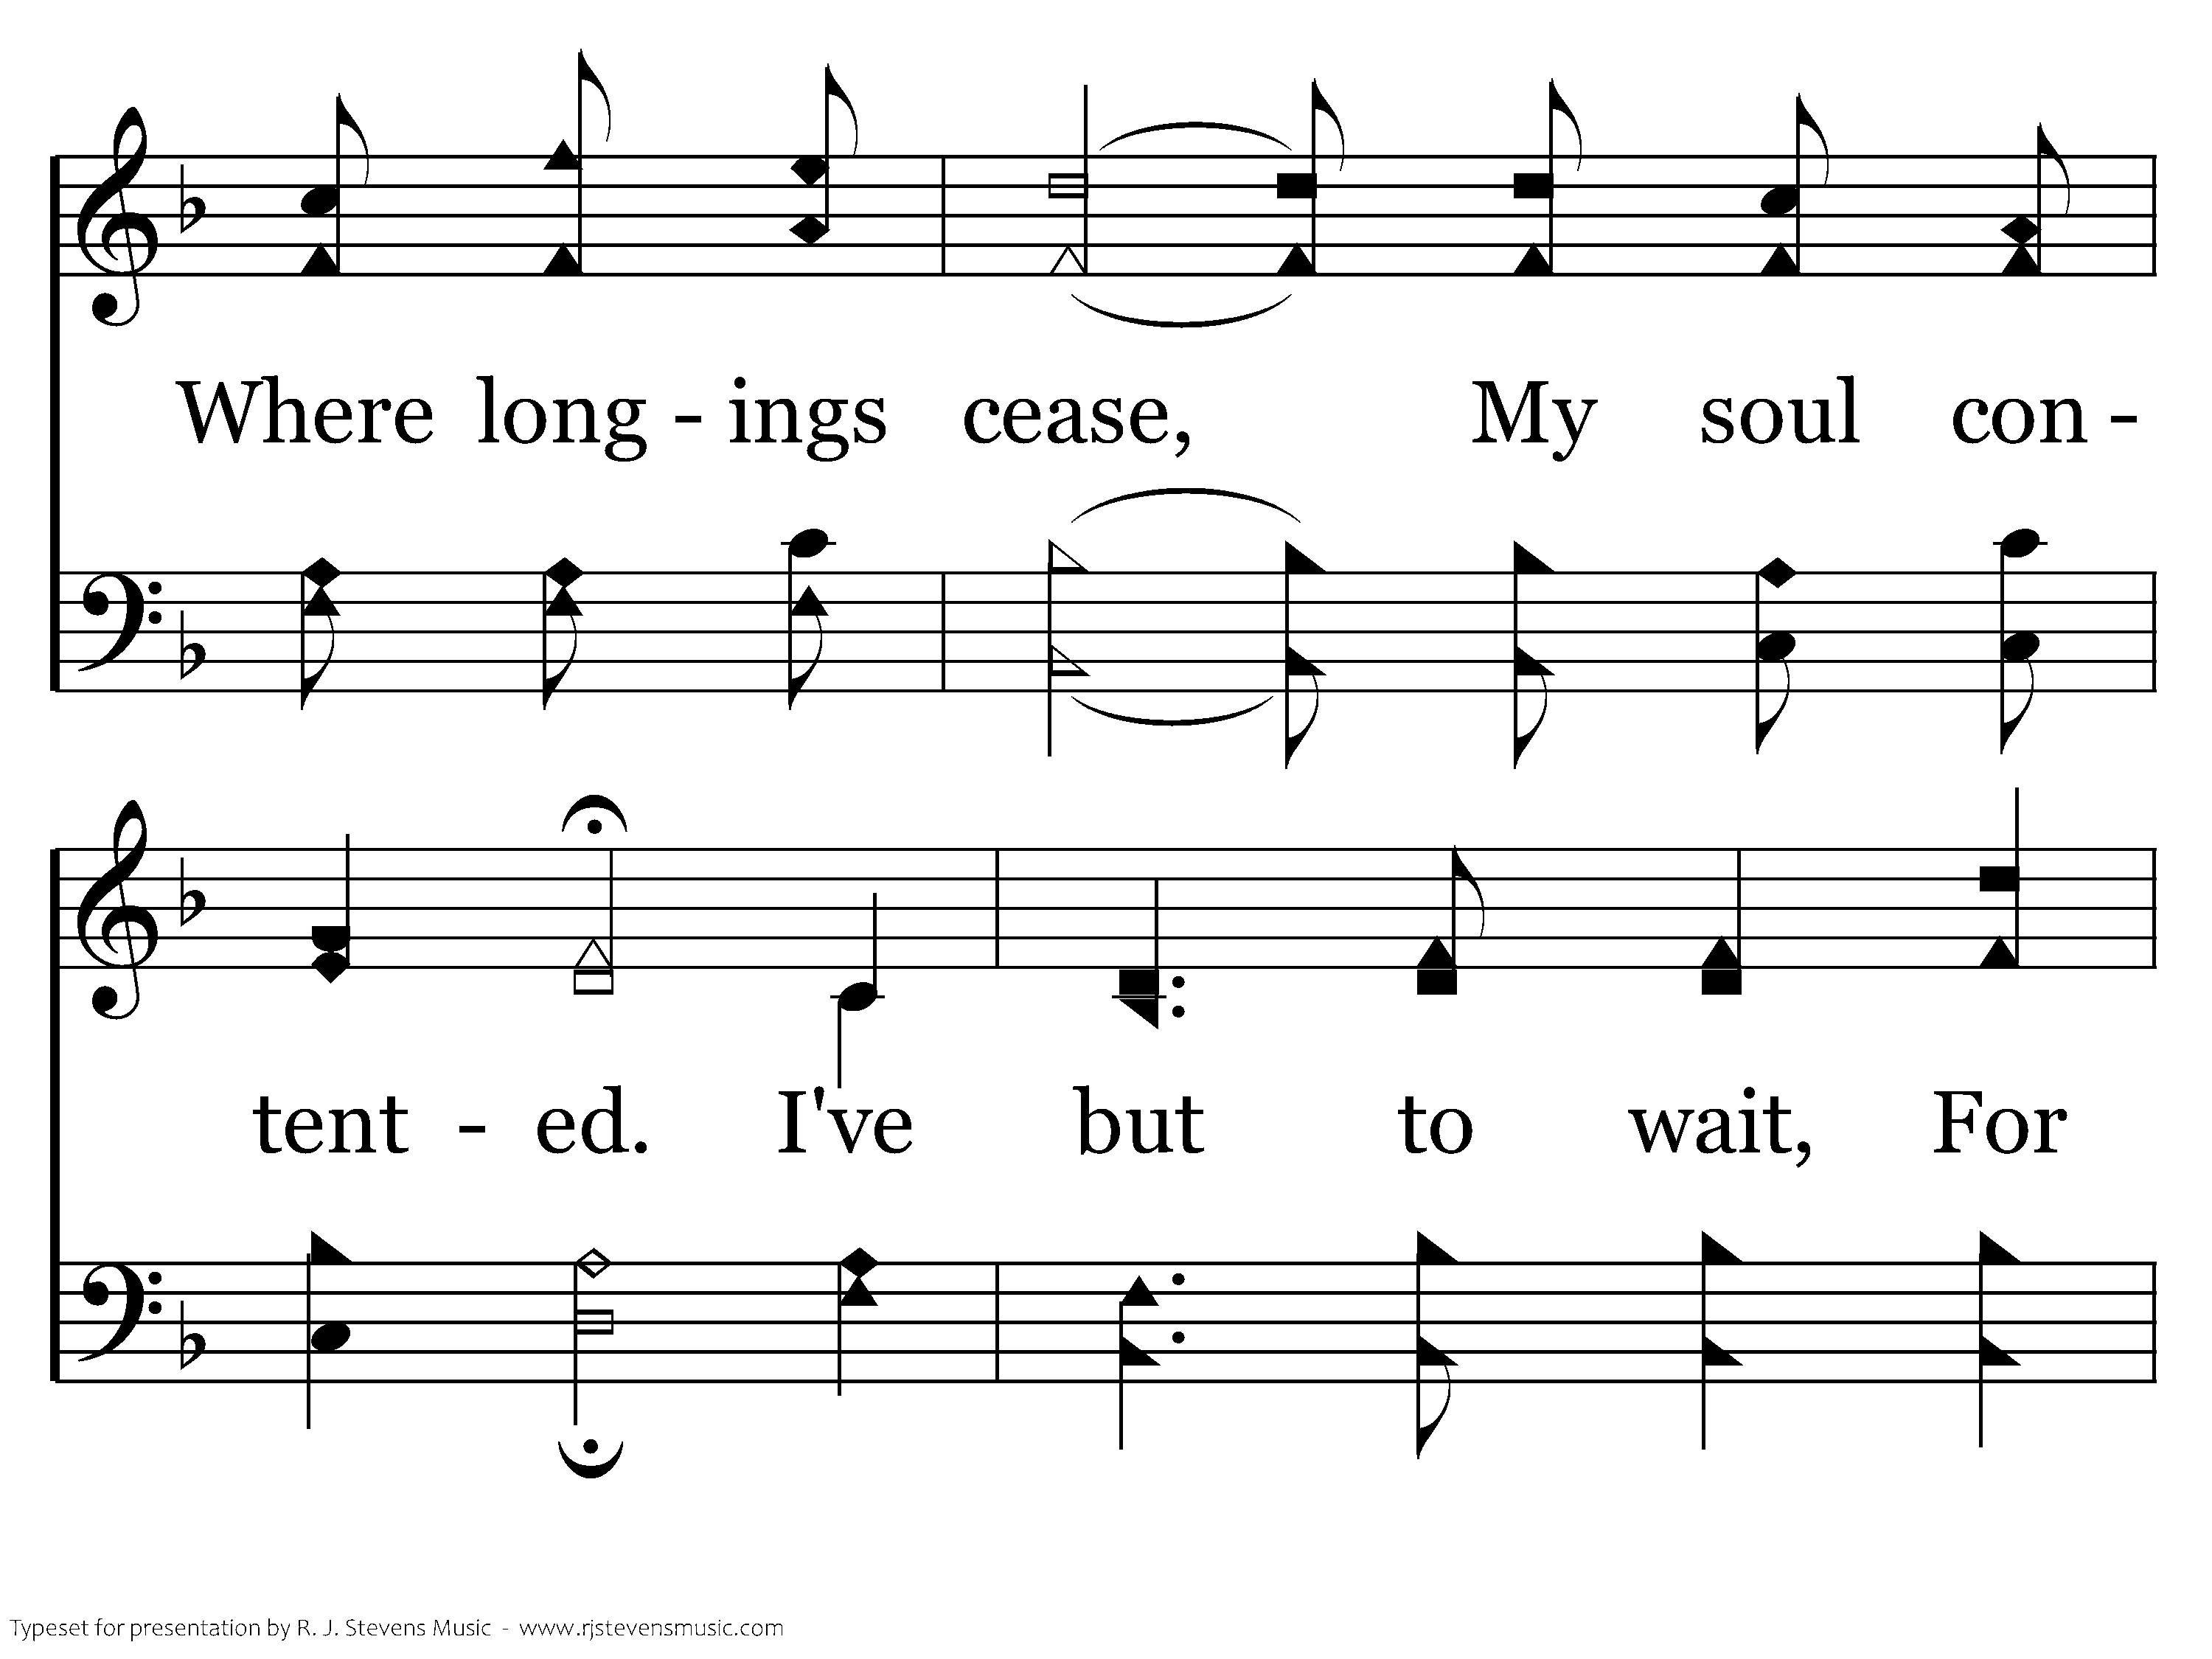 Where long - ings cease, My soul con -
tent - ed. I've but to wait, For
Typeset for presentation by R. J. Stevens Music - www.rjstevensmusic.com